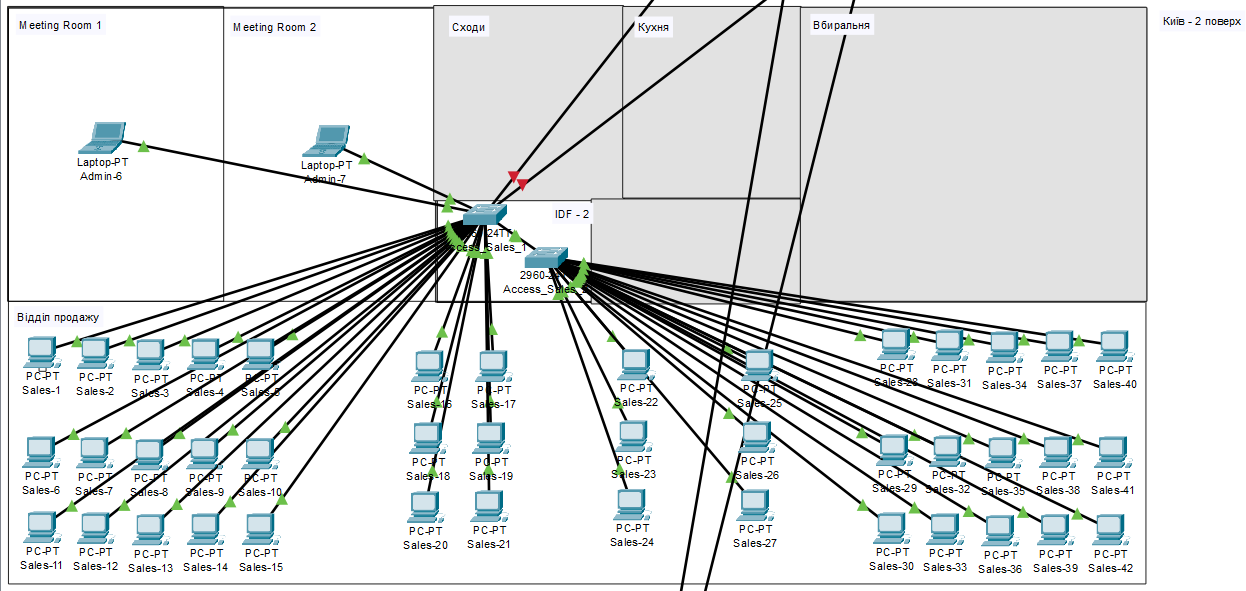 Meeting Room 1
Meeting Room 2
Сходи
Кухня
Вбиральня
Київ - 2 поверх
Laptop-PT
Admin-6
Laptop-PT
Admin-7
IDF - 2
Access_Sales_1
Відділ продажу
PC-PT
Sales-1
PC-PT
Sales-2
PC-PT
Sales-3
PC-PT
Sales-4
PC-PT
Sales-5
PC-PT
Sales-16
PC-PT
Sales-17
PC-PT
Sales-22
PC-PT
Sales-25
PC-PT
Sales-28
PC-PT
Sales-31
PC-PT
Sales-34
PC-PT
Sales-37
PC-PT
Sales-40
PC-PT
Sales-6
PC-PT
Sales-7
PC-PT
Sales-8
PC-PT
Sales-9
PC-PT
Sales-10
PC-PT
Sales-18
PC-PT
Sales-19
PC-PT
Sales-23
PC-PT
Sales-26
PC-PT
Sales-29
PC-PT
Sales-32
PC-PT
Sales-35
PC-PT
Sales-38
PC-PT
Sales-41
PC-PT
Sales-11
PC-PT
Sales-12
PC-PT
Sales-13
PC-PT
Sales-14
PC-PT
Sales-15
PC-PT
Sales-20
PC-PT
Sales-21
PC-PT
Sales-24
PC-PT
Sales-27
PC-PT
Sales-30
PC-PT
Sales-33
PC-PT
Sales-36
PC-PT
Sales-39
PC-PT
Sales-42